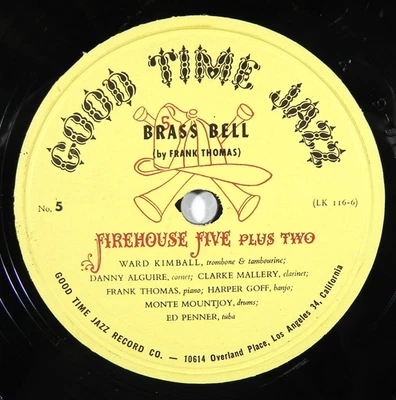 GOOD TIME JAZZ
BRASS BELL
(by FRANK THOMAS)
No. 5
(LK 116-6)
FIREHOUSE FIVE PLUS TWO
WARD KIMBALL, trombone & tambourine;
DANNY ALGUIRE, cornet; CLARKE MALLERY, clarinet;
FRANK THOMAS, piano; HARPER GOFF, banjo;
MONTE MOUNTJOY, drums;
ED PENNER, tuba
GOOD TIME JAZZ RECORD CO. — 10614 Overland Place, Los Angeles 34, California